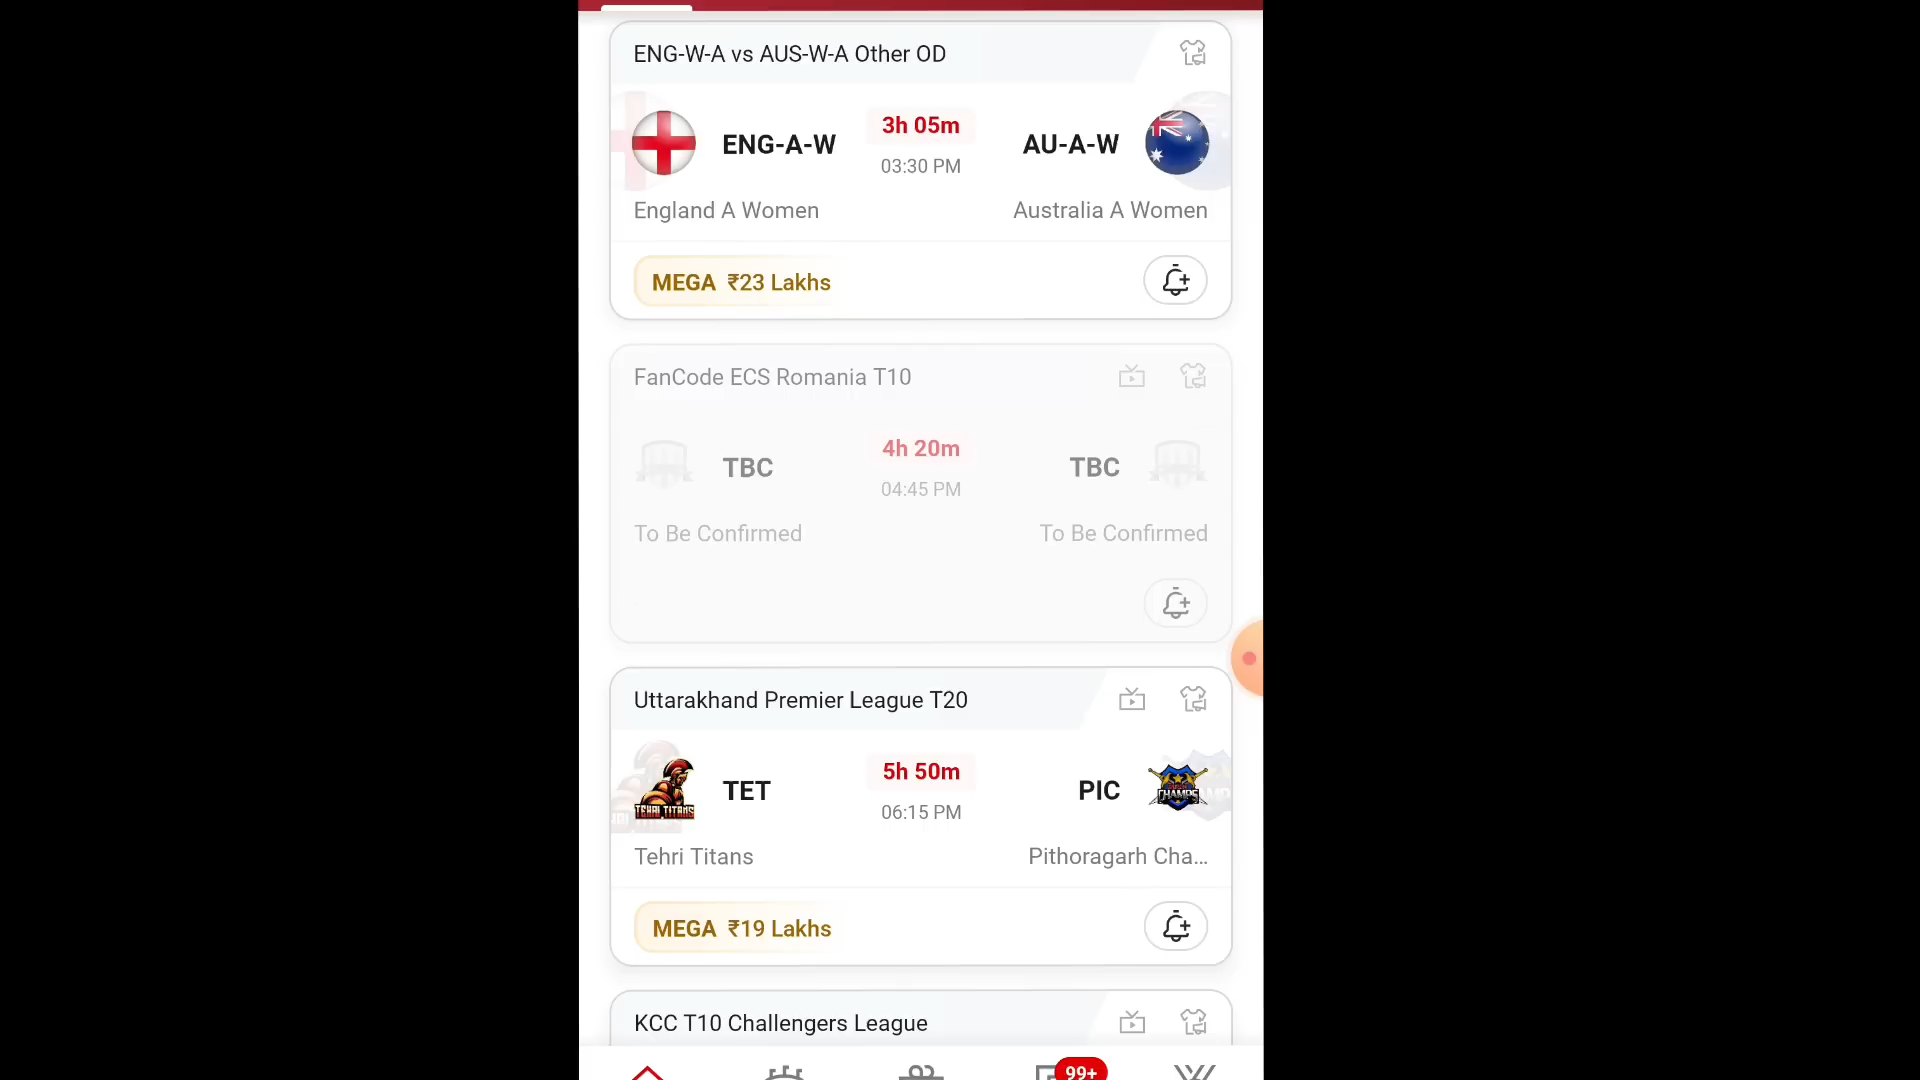 ENG-W-A vs AUS-W-A Other OD
ENG-A-W
3h 05m
03:30 PM
AU-A-W
England A Women
Australia A Women
MEGA ₹23 Lakhs
FanCode ECS Romania T10
TBC
4h 20m
04:45 PM
TBC
To Be Confirmed
To Be Confirmed
Uttarakhand Premier League T20
TEHRI TITANS
TET
5h 50m
06:15 PM
PIC
CHAMPS
Tehri Titans
Pithoragarh Cha...
MEGA ₹19 Lakhs
KCC T10 Challengers League
99+